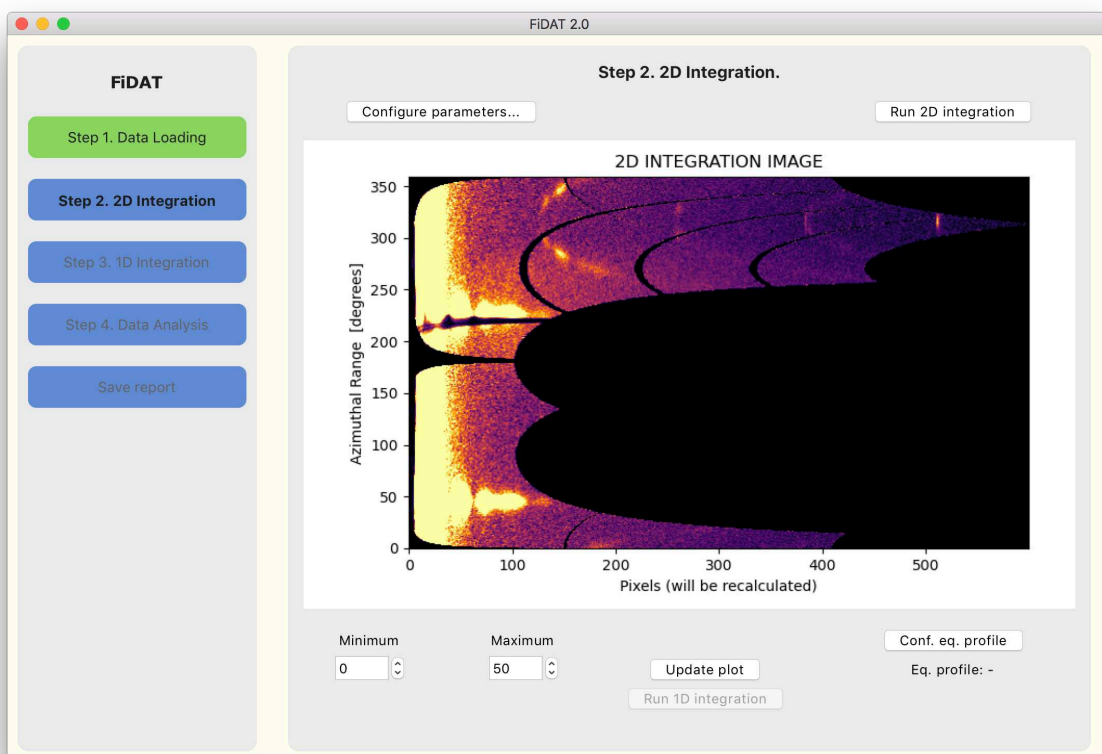 FiDAT 2.0
FiDAT
Step 1. Data Loading
Step 2. 2D Integration
Step 3. 1D Integration
Step 4. Data Analysis
Save report
Step 2. 2D Integration.
Configure parameters...
Run 2D integration
2D INTEGRATION IMAGE
Azimuthal Range [degrees]
350
300
250
200
150
100
50
0
0 100 200 300 400 500
Pixels (will be recalculated)
Minimum
Maximum
Conf. eq. profile
0
50
Update plot
Eq. profile: -
Run 1D integration